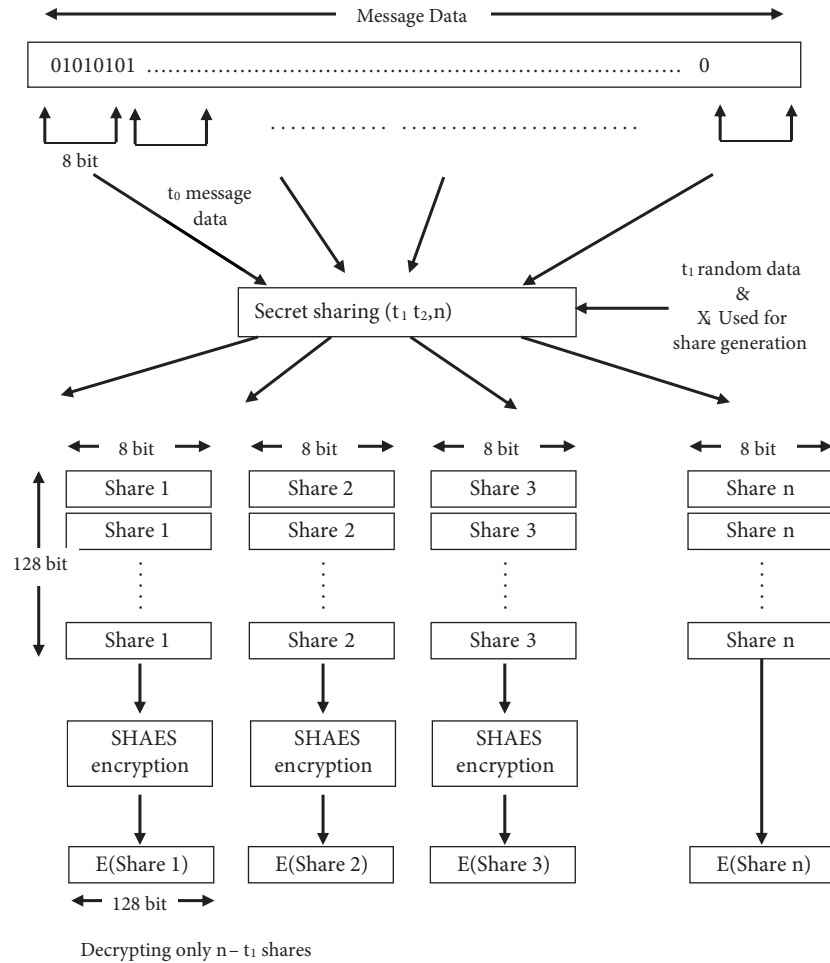 Message Data
01010101 ........................................................................................ 0
8 bit
t₀ message
data
t₁ random data
&
Xᵢ Used for
share generation
Secret sharing (t₁ t₂,n)
8 bit 8 bit 8 bit 8 bit
Share 1 Share 2 Share 3 Share n
Share 1 Share 2 Share 3 Share n
128 bit
Share 1 Share 2 Share 3 Share n
SHAES SHAES SHAES
encryption encryption encryption
E(Share 1) E(Share 2) E(Share 3) E(Share n)
128 bit
Decrypting only n – t₁ shares